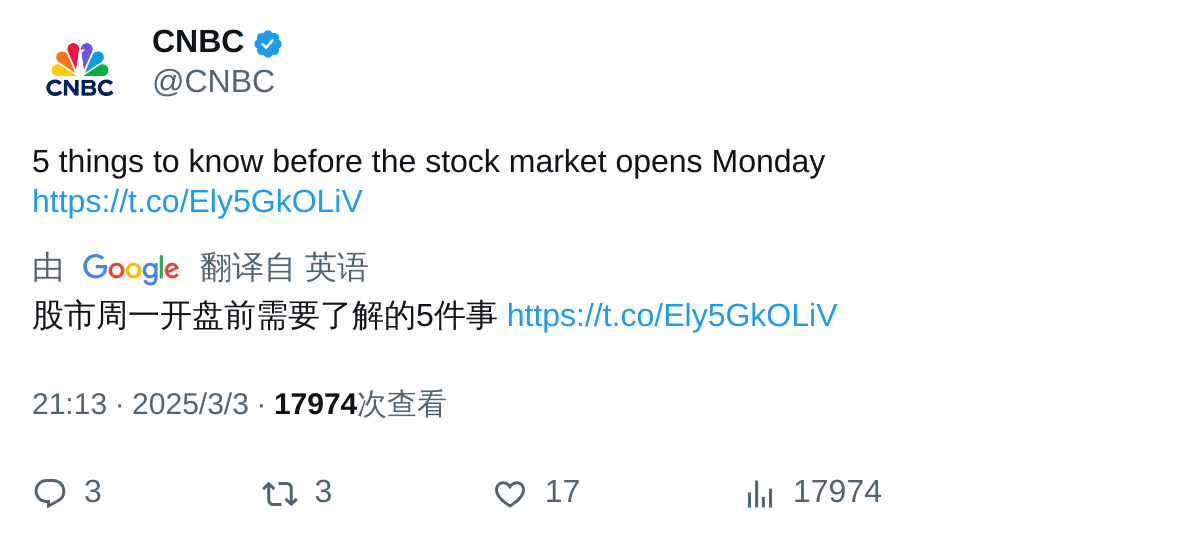 CNBC
@CNBC
CNBC
5 things to know before the stock market opens Monday
https://t.co/Ely5GkOLiV
由 Google 翻译自 英语
股市周一开盘前需要了解的5件事 https://t.co/Ely5GkOLiV
21:13 · 2025/3/3 · 17974次查看
3 3 17 17974